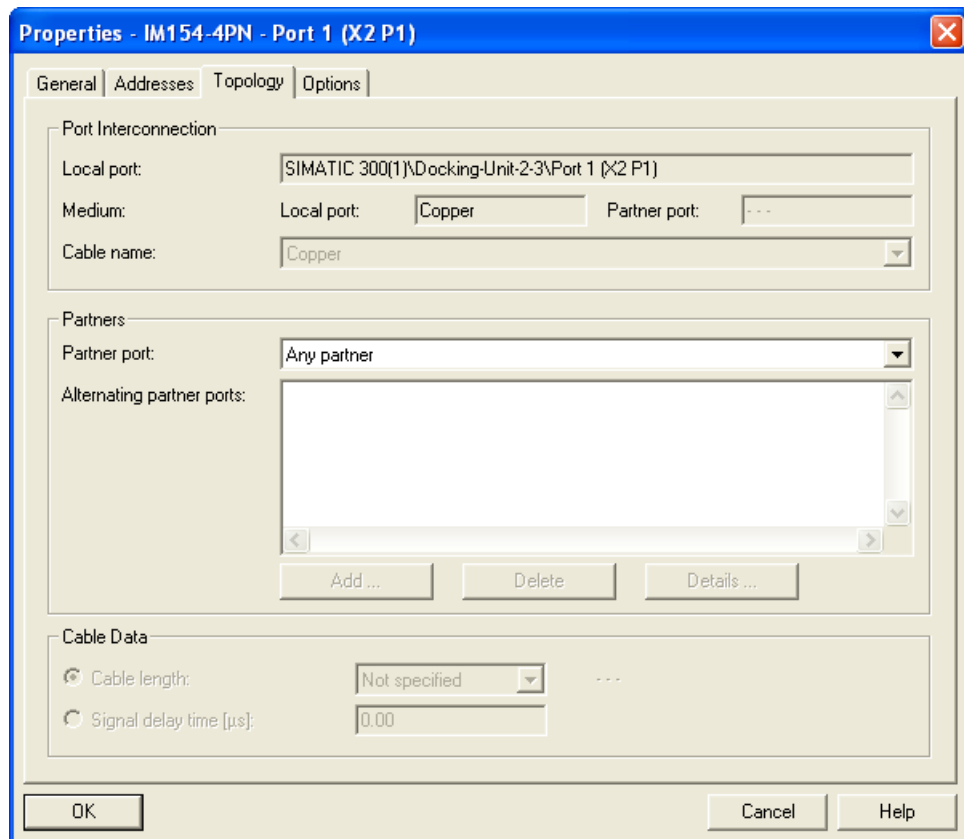 Properties - IM154-4PN - Port 1 (X2 P1)
General Addresses Topology Options
Port Interconnection
Local port: SIMATIC 300(1)\Docking-Unit-2-3\Port 1 (X2 P1)
Medium: Local port: Copper Partner port: - - -
Cable name: Copper
Partners
Partner port: Any partner
Alternating partner ports:
Add ... Delete Details ...
Cable Data
Cable length: Not specified - - -
Signal delay time [µs]: 0.00
OK Cancel Help